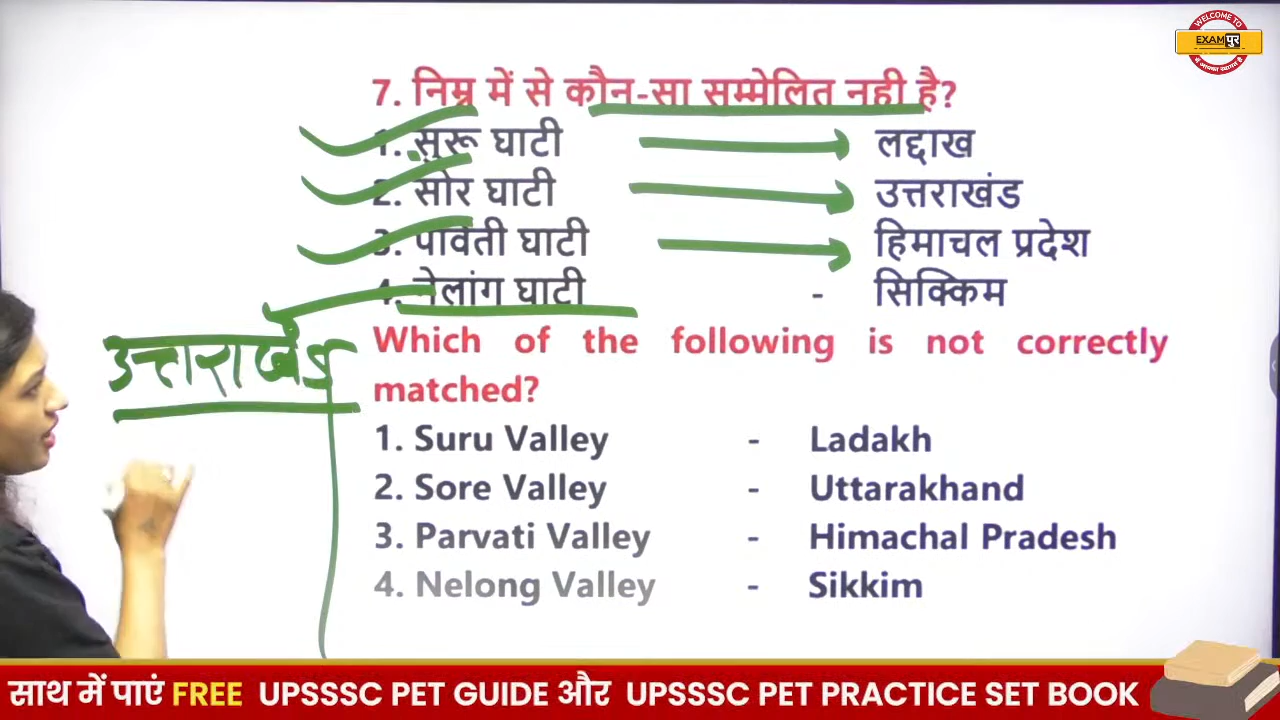 WELCOME TO
EXAMपुर
7. निम्न में से कौन-सा सम्मेलित नही है?
1. सुरू घाटी लद्दाख
2. सोर घाटी उत्तराखंड
3. पार्वती घाटी हिमाचल प्रदेश
4. नेलांग घाटी - सिक्किम
उत्तराखंड
Which of the following is not correctly
matched?
1. Suru Valley - Ladakh
2. Sore Valley - Uttarakhand
3. Parvati Valley - Himachal Pradesh
4. Nelong Valley - Sikkim
साथ में पाएं FREE UPSSSC PET GUIDE और UPSSSC PET PRACTICE SET BOOK